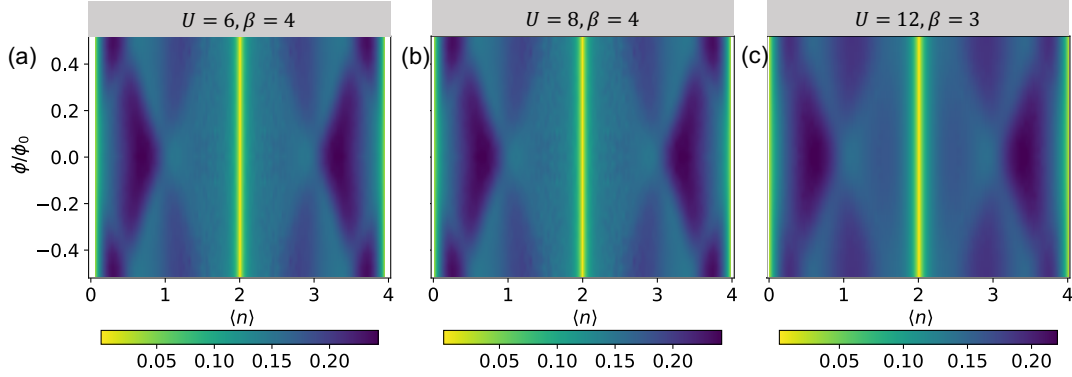 U = 6, β = 4
U = 8, β = 4
U = 12, β = 3
(a)
(b)
(c)
ϕ/ϕ₀
0.4
0.2
0.0
−0.2
−0.4
0 1 2 3 4
0 1 2 3 4
0 1 2 3 4
⟨n⟩
⟨n⟩
⟨n⟩
0.05 0.10 0.15 0.20
0.05 0.10 0.15 0.20
0.05 0.10 0.15 0.20